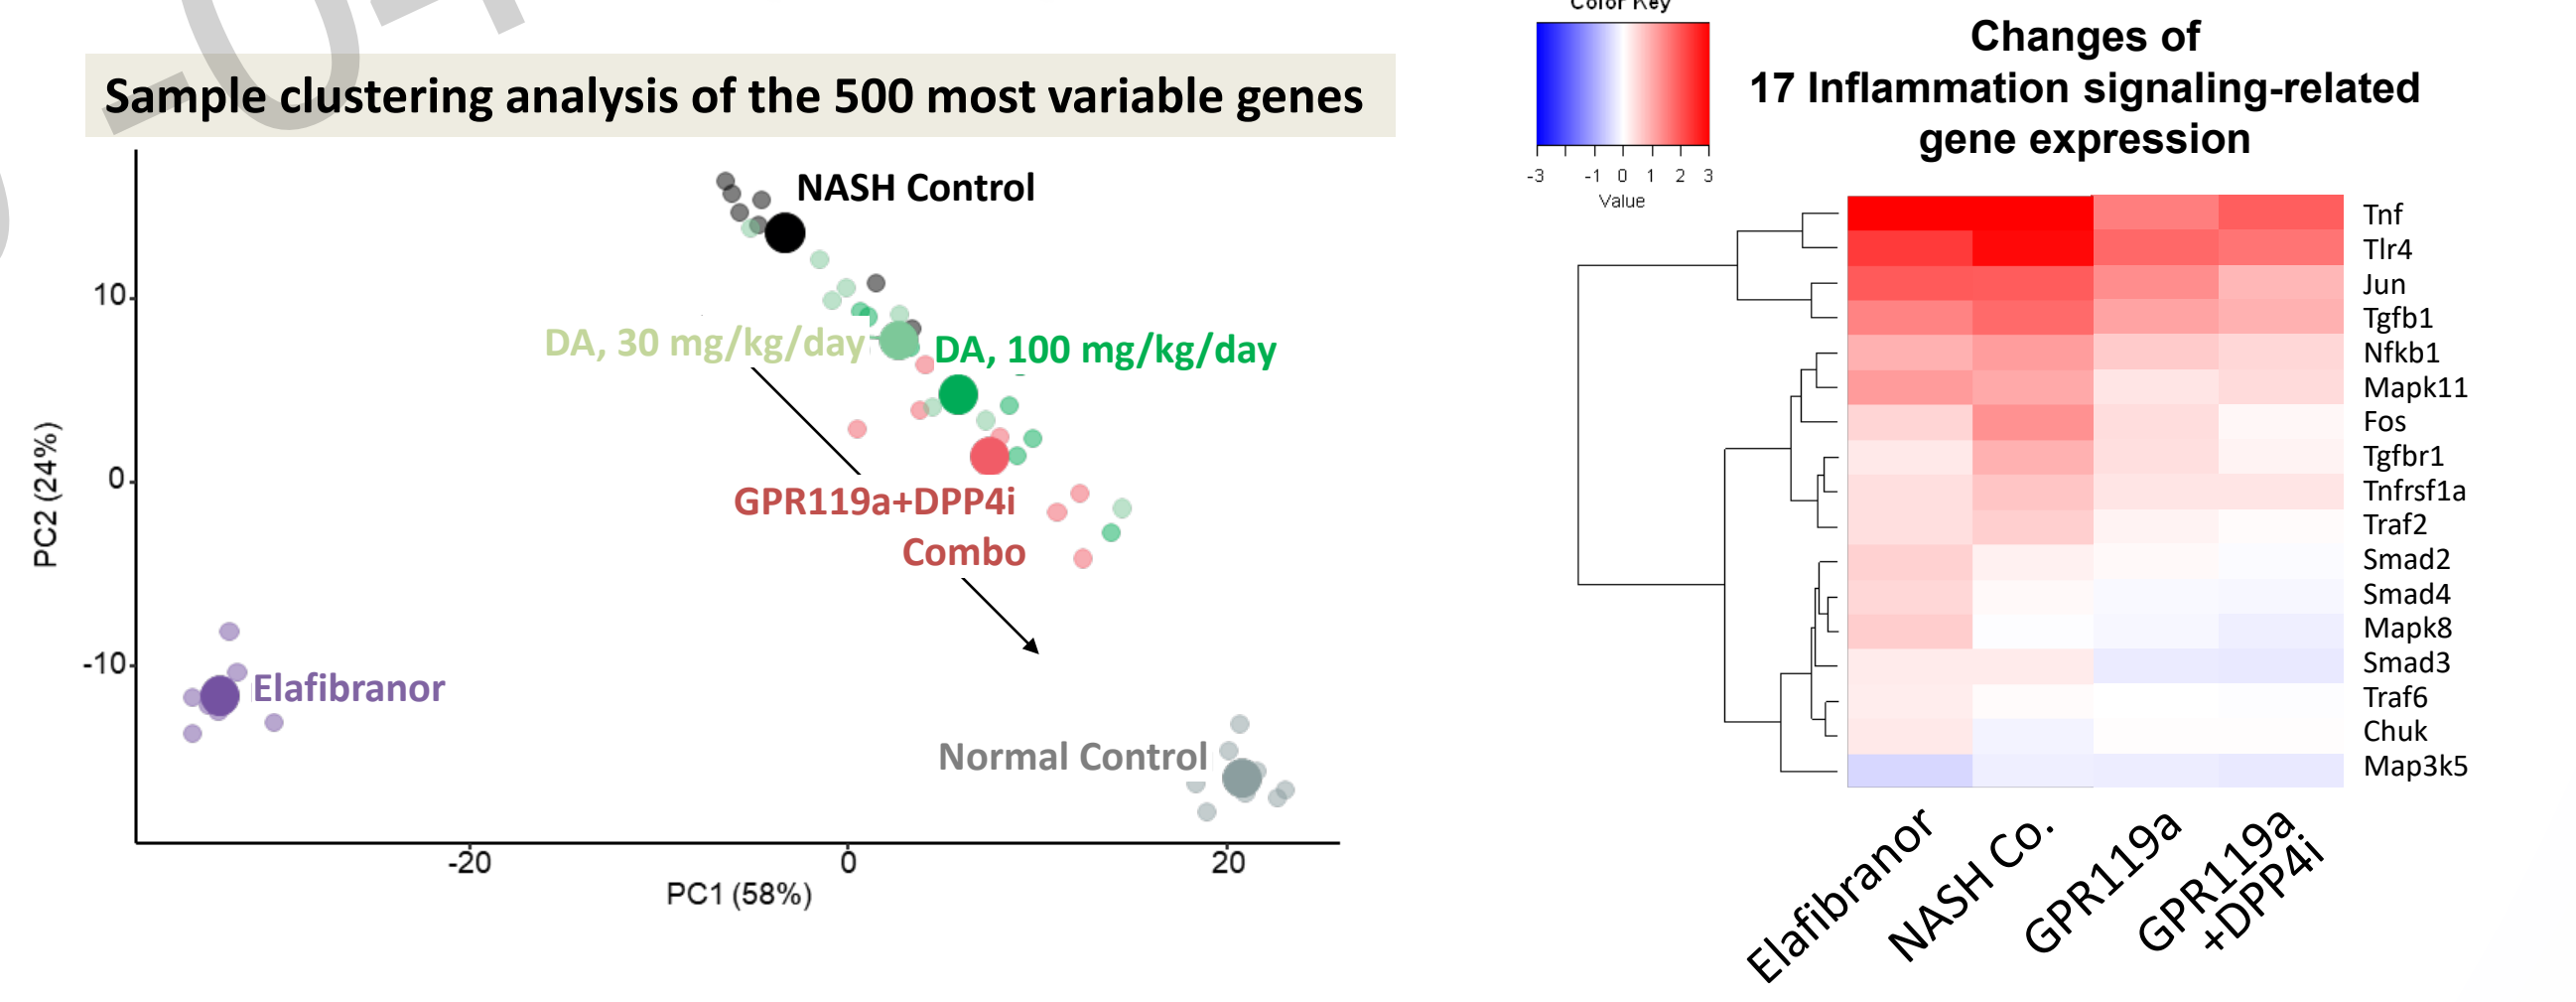 Sample clustering analysis of the 500 most variable genes
NASH Control
DA, 30 mg/kg/day
DA, 100 mg/kg/day
GPR119a+DPP4i
Combo
Elafibranor
Normal Control
PC2 (24%)
10
0
-10
-20
0
20
PC1 (58%)
Color Key
-3
-1
0
1
2
3
Value
Changes of
17 Inflammation signaling-related
gene expression
Tnf
Tlr4
Jun
Tgfb1
Nfkb1
Mapk11
Fos
Tgfbr1
Tnfrsf1a
Traf2
Smad2
Smad4
Mapk8
Smad3
Traf6
Chuk
Map3k5
Elafibranor
NASH Co.
GPR119a
GPR119a
+DPP4i